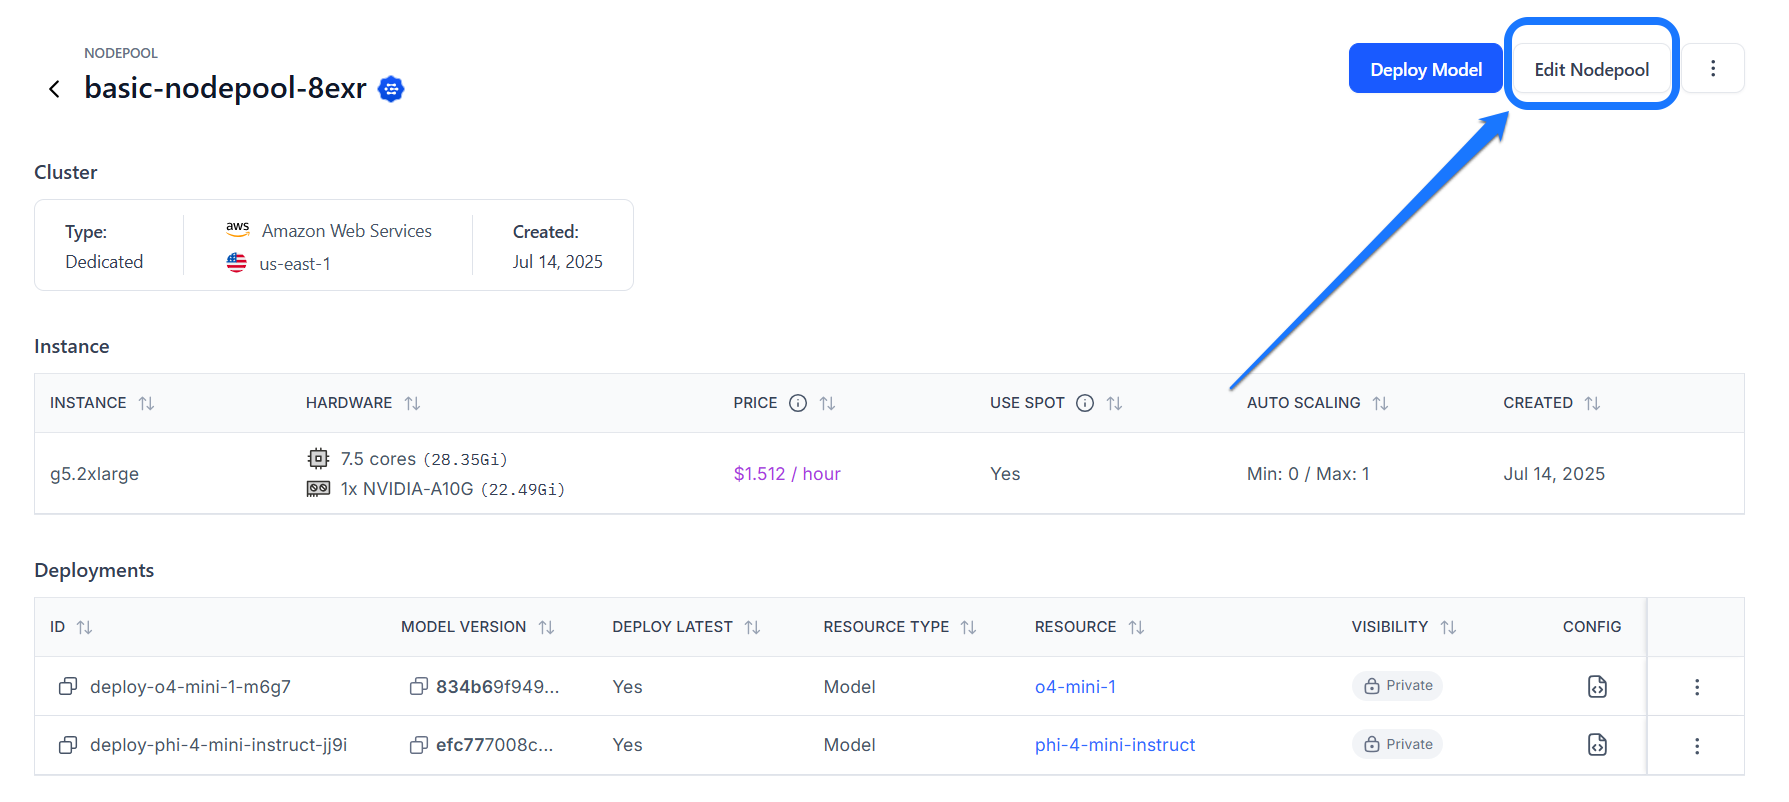 NODEPOOL
basic-nodepool-8exr
Deploy Model
Edit Nodepool
Cluster
Type:
Dedicated
aws Amazon Web Services
us-east-1
Created:
Jul 14, 2025
Instance
INSTANCE HARDWARE PRICE USE SPOT AUTO SCALING CREATED
g5.2xlarge
7.5 cores (28.35Gi)
1x NVIDIA-A10G (22.49Gi)
$1.512 / hour
Yes
Min: 0 / Max: 1
Jul 14, 2025
Deployments
ID MODEL VERSION DEPLOY LATEST RESOURCE TYPE RESOURCE VISIBILITY CONFIG
deploy-o4-mini-1-m6g7 834b69f949... Yes Model o4-mini-1 Private
deploy-phi-4-mini-instruct-jj9i efc777008c... Yes Model phi-4-mini-instruct Private